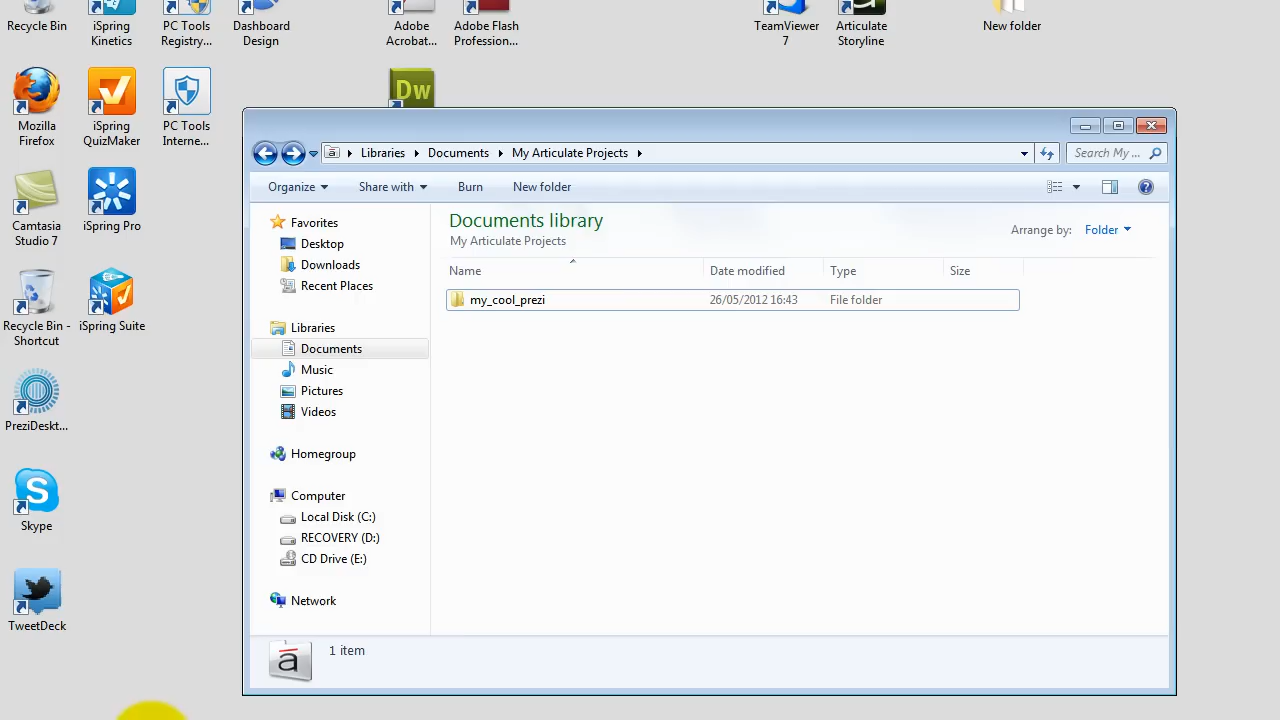 Recycle Bin
iSpring
Kinetics
PC Tools
Registry...
Dashboard
Design
Adobe
Acrobat...
Adobe Flash
Profession...
TeamViewer
7
Articulate
Storyline
New folder
Mozilla
Firefox
iSpring
QuizMaker
PC Tools
Interne...
Dw
Camtasia
Studio 7
iSpring Pro
Recycle Bin -
Shortcut
iSpring Suite
PreziDeskt...
S
Skype
TweetDeck
Libraries
Documents
My Articulate Projects
Search My ...
Organize
Share with
Burn
New folder
Favorites
Desktop
Downloads
Recent Places
Libraries
Documents
Music
Pictures
Videos
Homegroup
Computer
Local Disk (C:)
RECOVERY (D:)
CD Drive (E:)
Network
Documents library
My Articulate Projects
Arrange by: Folder
Name Date modified Type Size
my_cool_prezi 26/05/2012 16:43 File folder
a
1 item